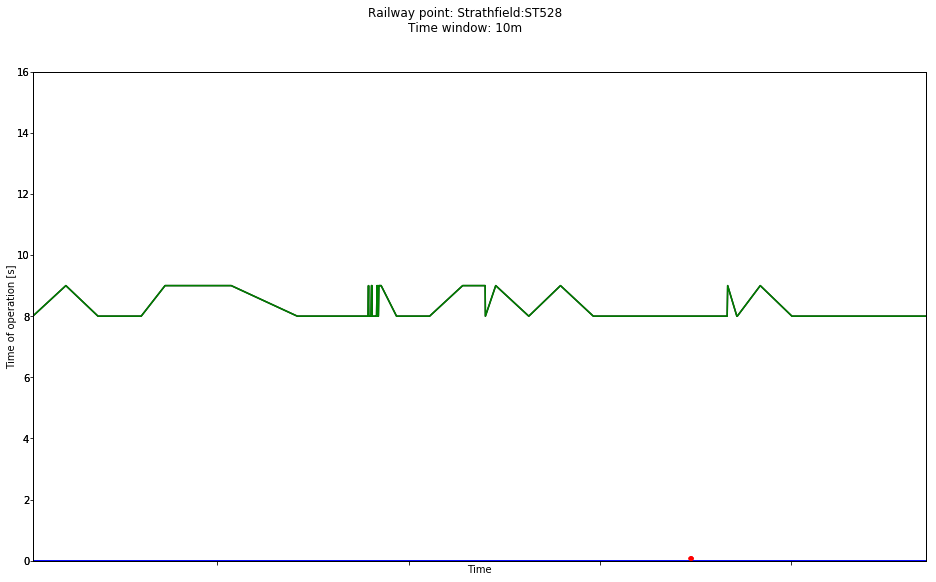 Railway point: Strathfield:ST528
Time window: 10m
16
14
12
10
8
6
4
2
0
Time of operation [s]
Time